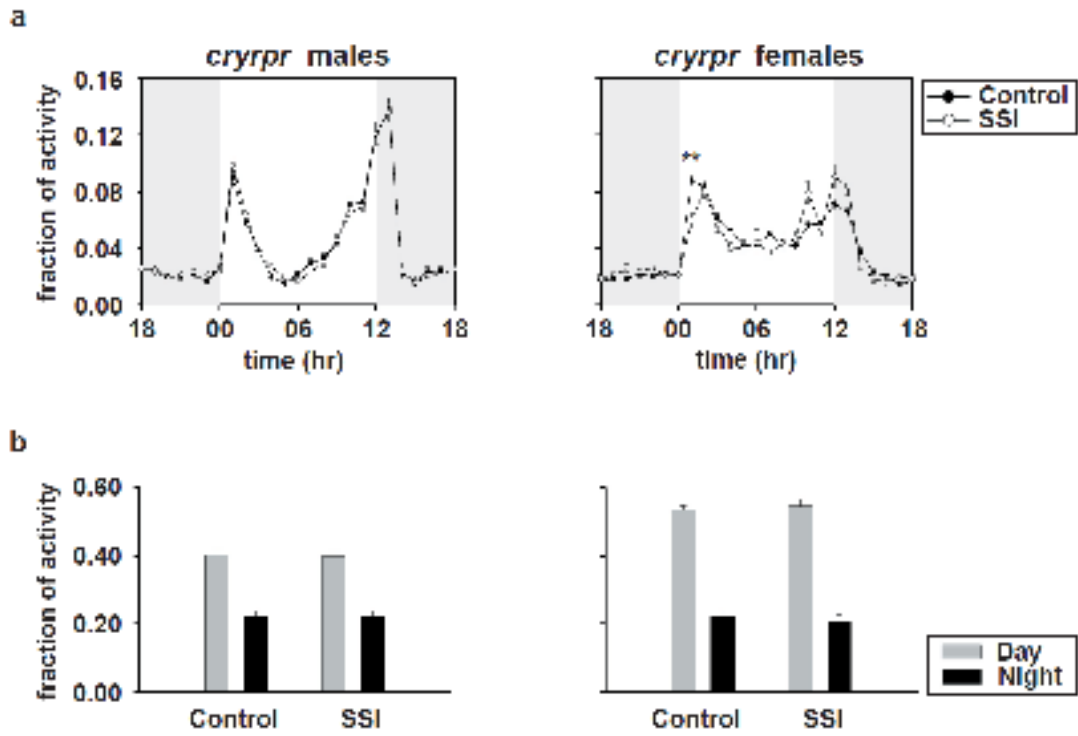 a
cryrpr males
cryrpr females
Control
SSI
fraction of activity
0.16
0.12
0.08
0.04
0.00
**
18 00 06 12 18
18 00 06 12 18
time (hr)
time (hr)
b
fraction of activity
0.60
0.40
0.20
0.00
Day
Night
Control SSI
Control SSI